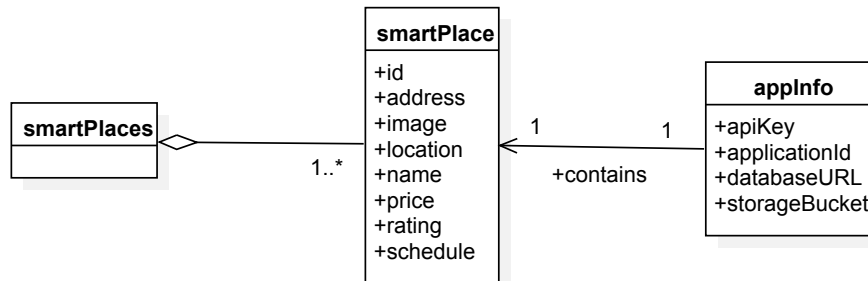 smartPlaces
1..*
smartPlace
+id
+address
+image
+location
+name
+price
+rating
+schedule
1
1
+contains
appInfo
+apiKey
+applicationId
+databaseURL
+storageBucket